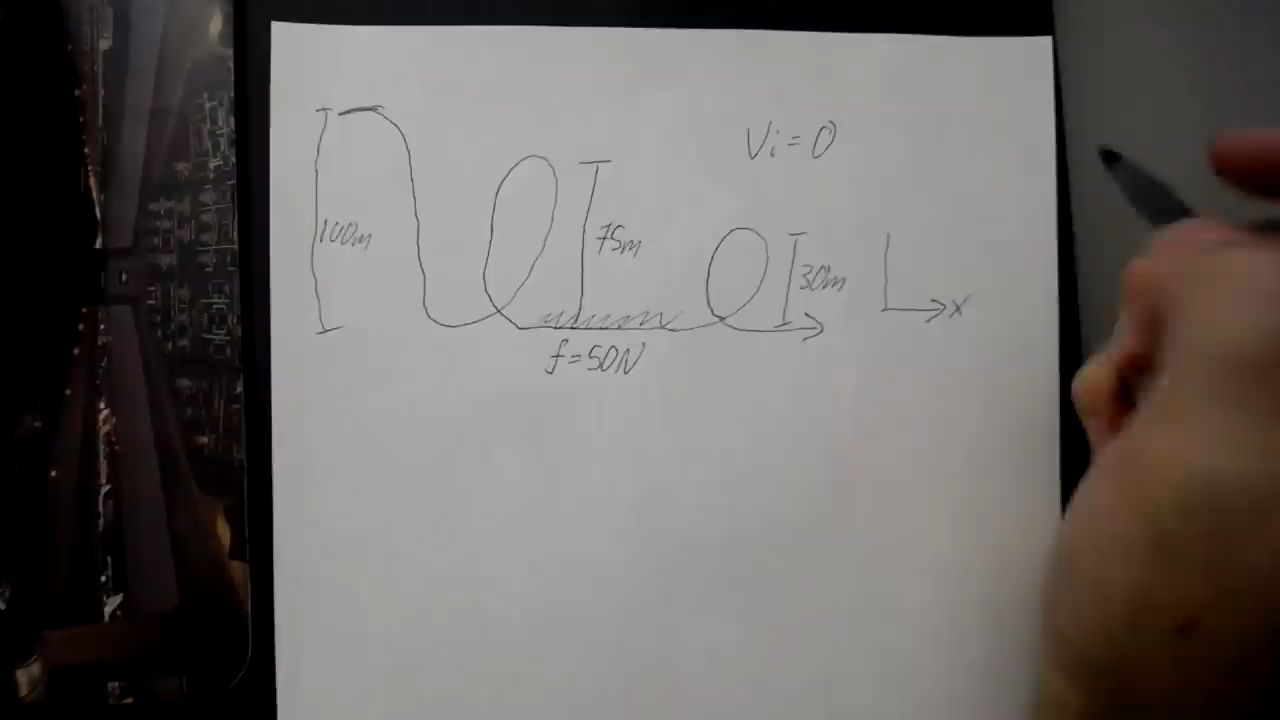 Vi = 0
100m
75m
30m
x
f = 50N